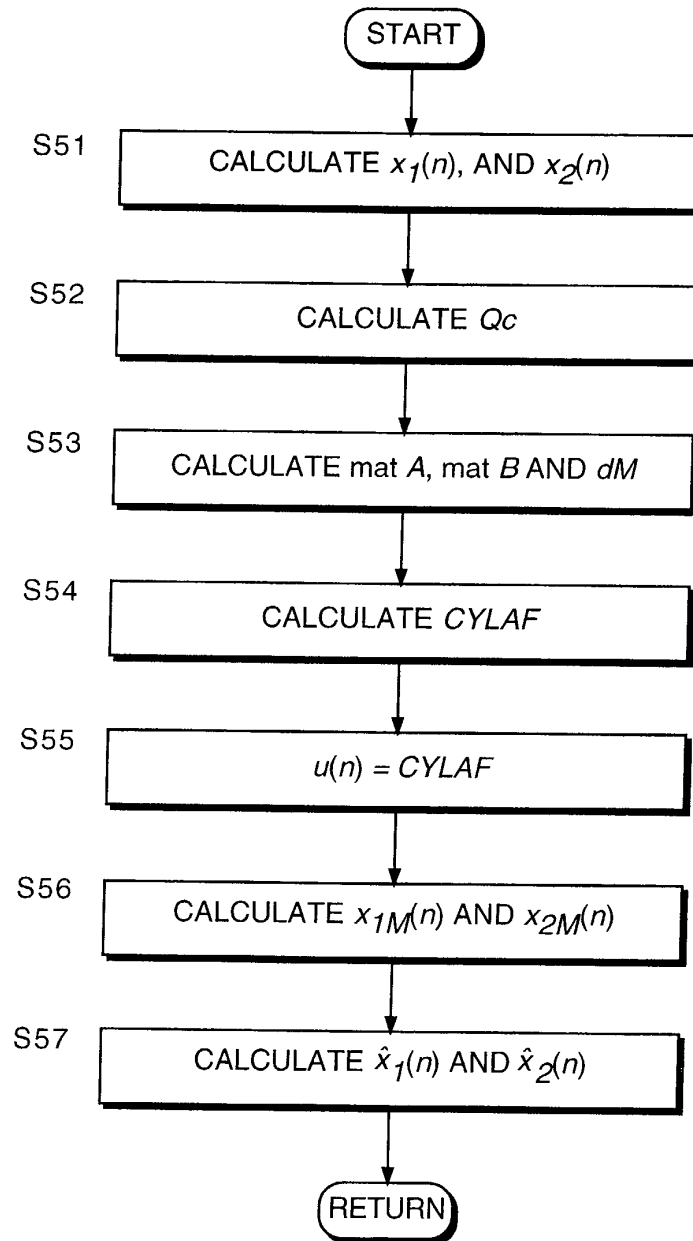 START
S51
CALCULATE x1(n), AND x2(n)
S52
CALCULATE Qc
S53
CALCULATE mat A, mat B AND dM
S54
CALCULATE CYLAF
S55
u(n) = CYLAF
S56
CALCULATE x1M(n) AND x2M(n)
S57
CALCULATE x̂1(n) AND x̂2(n)
RETURN